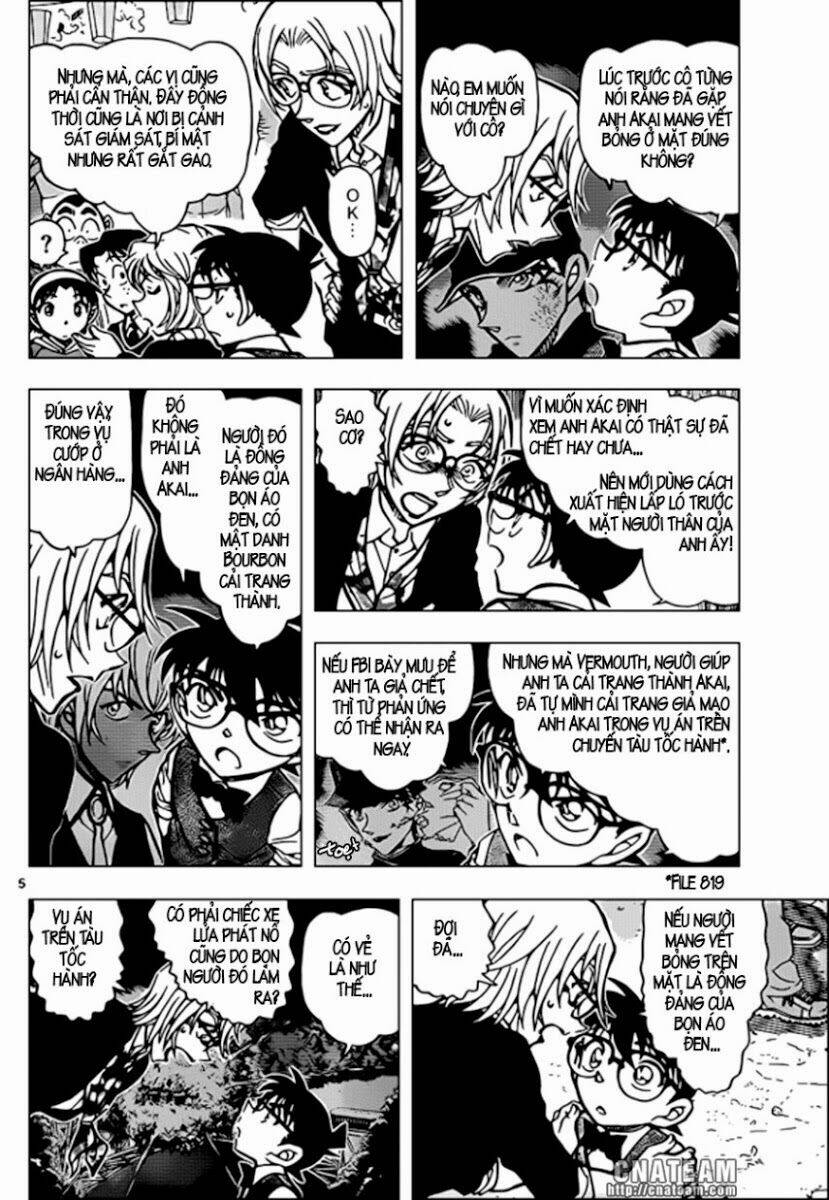 LÚC TRƯỚC CÔ TỪNG
NÓI RẰNG ĐÃ GẶP
ANH AKAI MANG VẾT
BỎNG Ở MẶT ĐÚNG
KHÔNG?
NÀO, EM MUỐN
NÓI CHUYỆN GÌ
VỚI CÔ?
NHƯNG MÀ, CÁC VỊ CŨNG
PHẢI CẨN THẬN. ĐÂY ĐỒNG
THỜI CŨNG LÀ NƠI BỊ CẢNH
SÁT GIÁM SÁT, BÍ MẬT
NHƯNG RẤT GẮT GAO.
OK...
?
VÌ MUỐN XÁC ĐỊNH
XEM ANH AKAI CÓ THẬT SỰ ĐÃ
CHẾT HAY CHƯA...
NÊN MỚI DÙNG CÁCH
XUẤT HIỆN LẤP LÓ TRƯỚC
MẶT NGƯỜI THÂN CỦA
ANH ẤY!
SAO
CƠ?
NGƯỜI ĐÓ
LÀ ĐỒNG
ĐẢNG CỦA
BỌN ÁO
ĐEN, CÓ
MẬT DANH
BOURBON
CẢI TRANG
THÀNH.
ĐÓ
KHÔNG
PHẢI LÀ
ANH
AKAI...
ĐÚNG VẬY,
TRONG VỤ
CƯỚP Ở
NGÂN HÀNG...
NHƯNG MÀ VERMOUTH, NGƯỜI GIÚP
ANH TA CẢI TRANG THÀNH AKAI,
ĐÃ TỰ MÌNH CẢI TRANG GIẢ MẠO
ANH AKAI TRONG VỤ ÁN TRÊN
CHUYẾN TÀU TỐC HÀNH*.
NẾU FBI BÀY MƯU ĐỂ
ANH TA GIẢ CHẾT,
THÌ TỪ PHẢN ỨNG
CÓ THỂ NHẬN RA
NGAY.
*FILE 819
5
NẾU NGƯỜI
MANG VẾT
BỎNG TRÊN
MẶT LÀ ĐỒNG
ĐẢNG CỦA
BỌN ÁO
ĐEN...
ĐỢI
ĐÃ...
CÓ VẺ
LÀ NHƯ
THẾ...
CÓ PHẢI CHIẾC XE
LỬA PHÁT NỔ
CŨNG DO BỌN
NGƯỜI ĐÓ LÀM
RA?
VỤ ÁN
TRÊN TÀU
TỐC
HÀNH?
CNATEAM
http://cnateam.com/